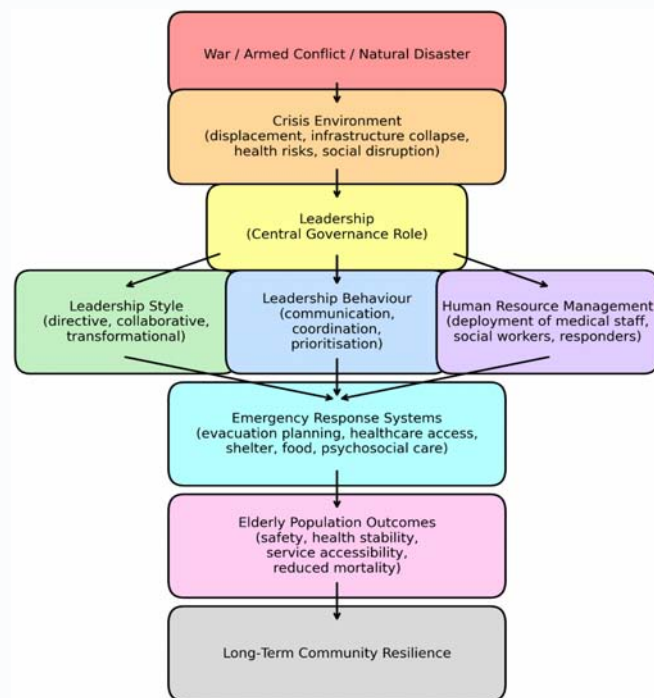 War / Armed Conflict / Natural Disaster
Crisis Environment
(displacement, infrastructure collapse,
health risks, social disruption)
Leadership
(Central Governance Role)
Leadership Style
(directive, collaborative,
transformational)
Leadership Behaviour
(communication,
coordination,
prioritisation)
Human Resource Management
(deployment of medical staff,
social workers, responders)
Emergency Response Systems
(evacuation planning, healthcare access,
shelter, food, psychosocial care)
Elderly Population Outcomes
(safety, health stability,
service accessibility,
reduced mortality)
Long-Term Community Resilience